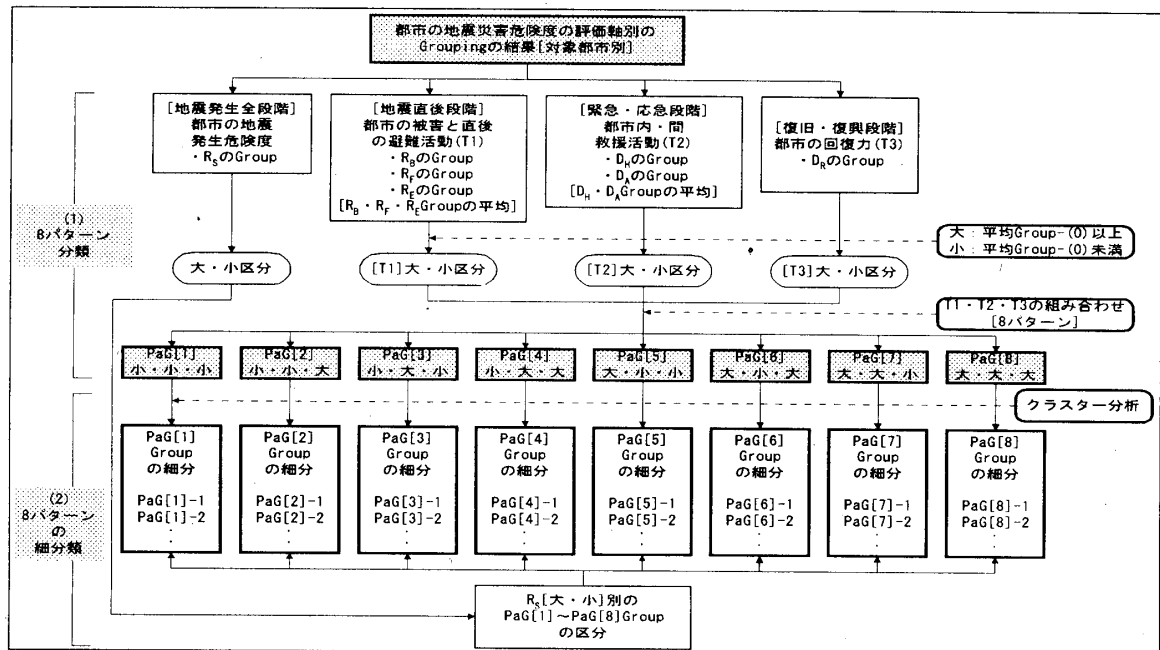 都市の地震災害危険度の評価軸別の
Groupingの結果[対象都市別]
[地震発生全段階]
都市の地震
発生危険度
・RSのGroup
[地震直後段階]
都市の被害と直後
の避難活動(T1)
・RBのGroup
・RFのGroup
・REのGroup
[RB・RF・REGroupの平均]
[緊急・応急段階]
都市内・間
救援活動(T2)
・DHのGroup
・DAのGroup
[DH・DAGroupの平均]
[復旧・復興段階]
都市の回復力(T3)
・DRのGroup
(1)
8パターン
分類
大：平均Group-(0)以上
小：平均Group-(0)未満
大・小区分
[T1]大・小区分
[T2]大・小区分
[T3]大・小区分
T1・T2・T3の組み合わせ
[8パターン]
PaG[1]
小・小・小
PaG[2]
小・小・大
PaG[3]
小・大・小
PaG[4]
小・大・大
PaG[5]
大・小・小
PaG[6]
大・小・大
PaG[7]
大・大・小
PaG[8]
大・大・大
クラスター分析
(2)
8パターン
の
細分類
PaG[1]
Group
の細分
PaG[1]-1
PaG[1]-2
・
・
PaG[2]
Group
の細分
PaG[2]-1
PaG[2]-2
・
・
PaG[3]
Group
の細分
PaG[3]-1
PaG[3]-2
・
・
PaG[4]
Group
の細分
PaG[4]-1
PaG[4]-2
・
・
PaG[5]
Group
の細分
PaG[5]-1
PaG[5]-2
・
・
PaG[6]
Group
の細分
PaG[6]-1
PaG[6]-2
・
・
PaG[7]
Group
の細分
PaG[7]-1
PaG[7]-2
・
・
PaG[8]
Group
の細分
PaG[8]-1
PaG[8]-2
・
・
RS[大・小]別の
PaG[1]～PaG[8]Group
の区分